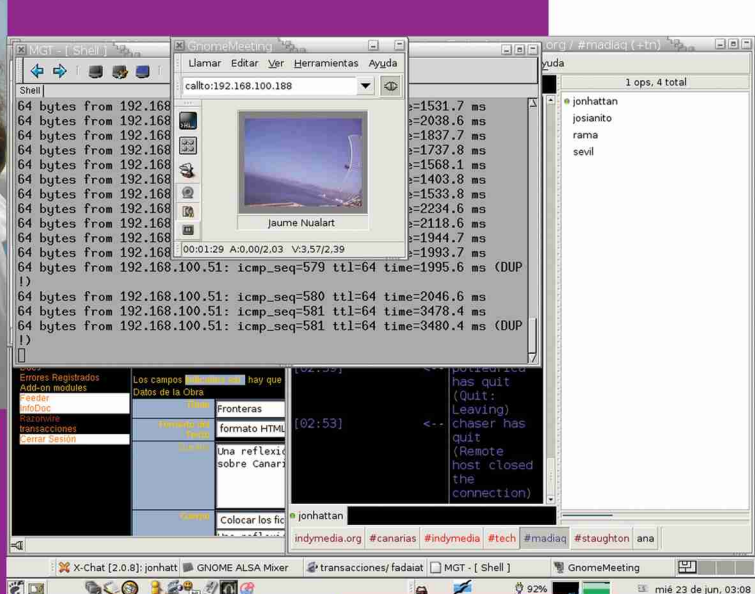 MGT - [ Shell ]
GnomeMeeting
org / #madiaq (+tn)
Llamar Editar Ver Herramientas Ayuda
yuda
callto:192.168.100.188
1 ops, 4 total
Shell
jonhattan
josianito
rama
sevil
64 bytes from 192.168 e=1531.7 ms
64 bytes from 192.168 e=2038.6 ms
64 bytes from 192.168 e=1837.7 ms
64 bytes from 192.168 e=1737.8 ms
64 bytes from 192.168 e=1568.1 ms
64 bytes from 192.168 e=1403.8 ms
64 bytes from 192.168 e=1533.8 ms
64 bytes from 192.168 e=2234.6 ms
64 bytes from 192.168 e=2118.6 ms
64 bytes from 192.168 e=1944.7 ms
64 bytes from 192.168 e=1993.7 ms
Jaume Nualart
00:01:29 A:0,00/2,03 V:3,57/2,39
64 bytes from 192.168.100.51: icmp_seq=579 ttl=64 time=1995.6 ms (DUP
!)
64 bytes from 192.168.100.51: icmp_seq=580 ttl=64 time=2046.6 ms
64 bytes from 192.168.100.51: icmp_seq=581 ttl=64 time=3478.4 ms
64 bytes from 192.168.100.51: icmp_seq=581 ttl=64 time=3480.4 ms (DUP
!)
Errores Registrados
Add-on modules
Feeder
InfoDoc
Razorwire
transacciones
Cerrar Sesión
Los campos hay que
Datos de la Obra
Fronteras
formato HTML
Una reflexió
sobre Canari
Colocar los fic
[02:59] <-- poliedrica
has quit
(Quit:
Leaving)
[02:53] <-- chaser has
quit
(Remote
host closed
the
connection)
jonhattan
indymedia.org #canarias #indymedia #tech #madiaq #staughton ana
X-Chat [2.0.8]: jonhatt GNOME ALSA Mixer transacciones/ fadaiat MGT - [ Shell ] GnomeMeeting
92% mié 23 de jun, 03:08